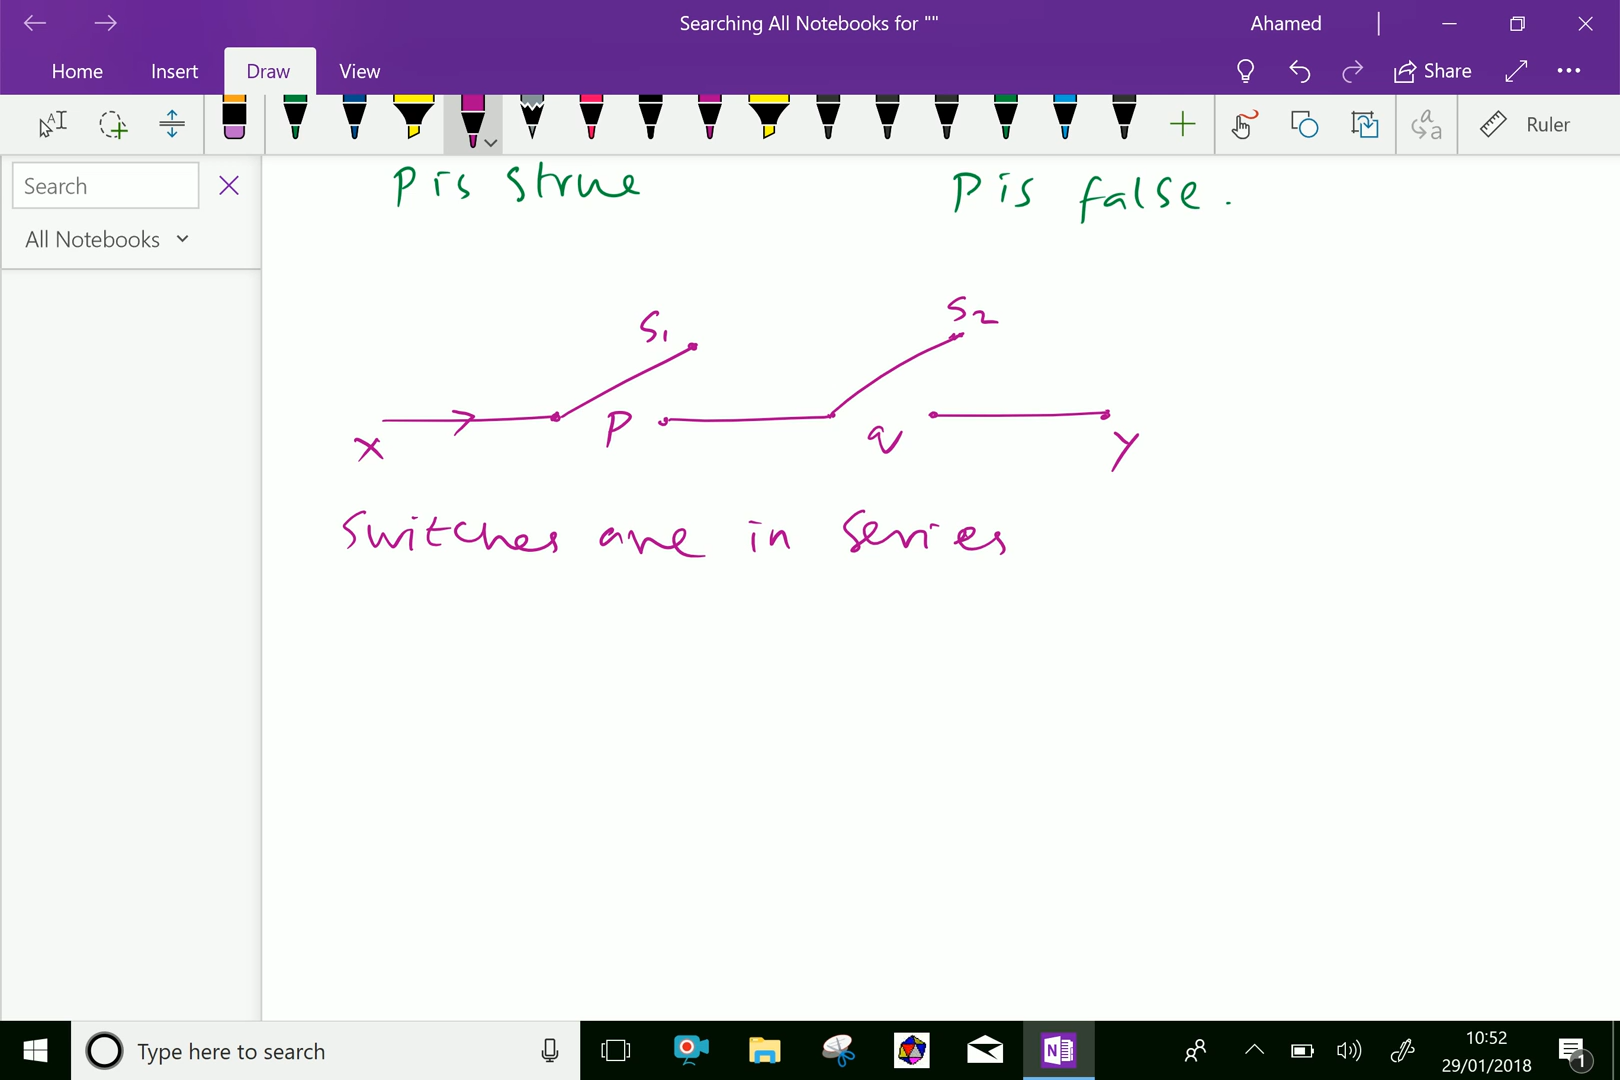 Searching All Notebooks for ""
Ahamed
Home Insert Draw View
Share
Ruler
Search
All Notebooks
P is strue
P is false.
S1
S2
X
P
q
y
Switches are in Series
Type here to search
10:52
29/01/2018
1